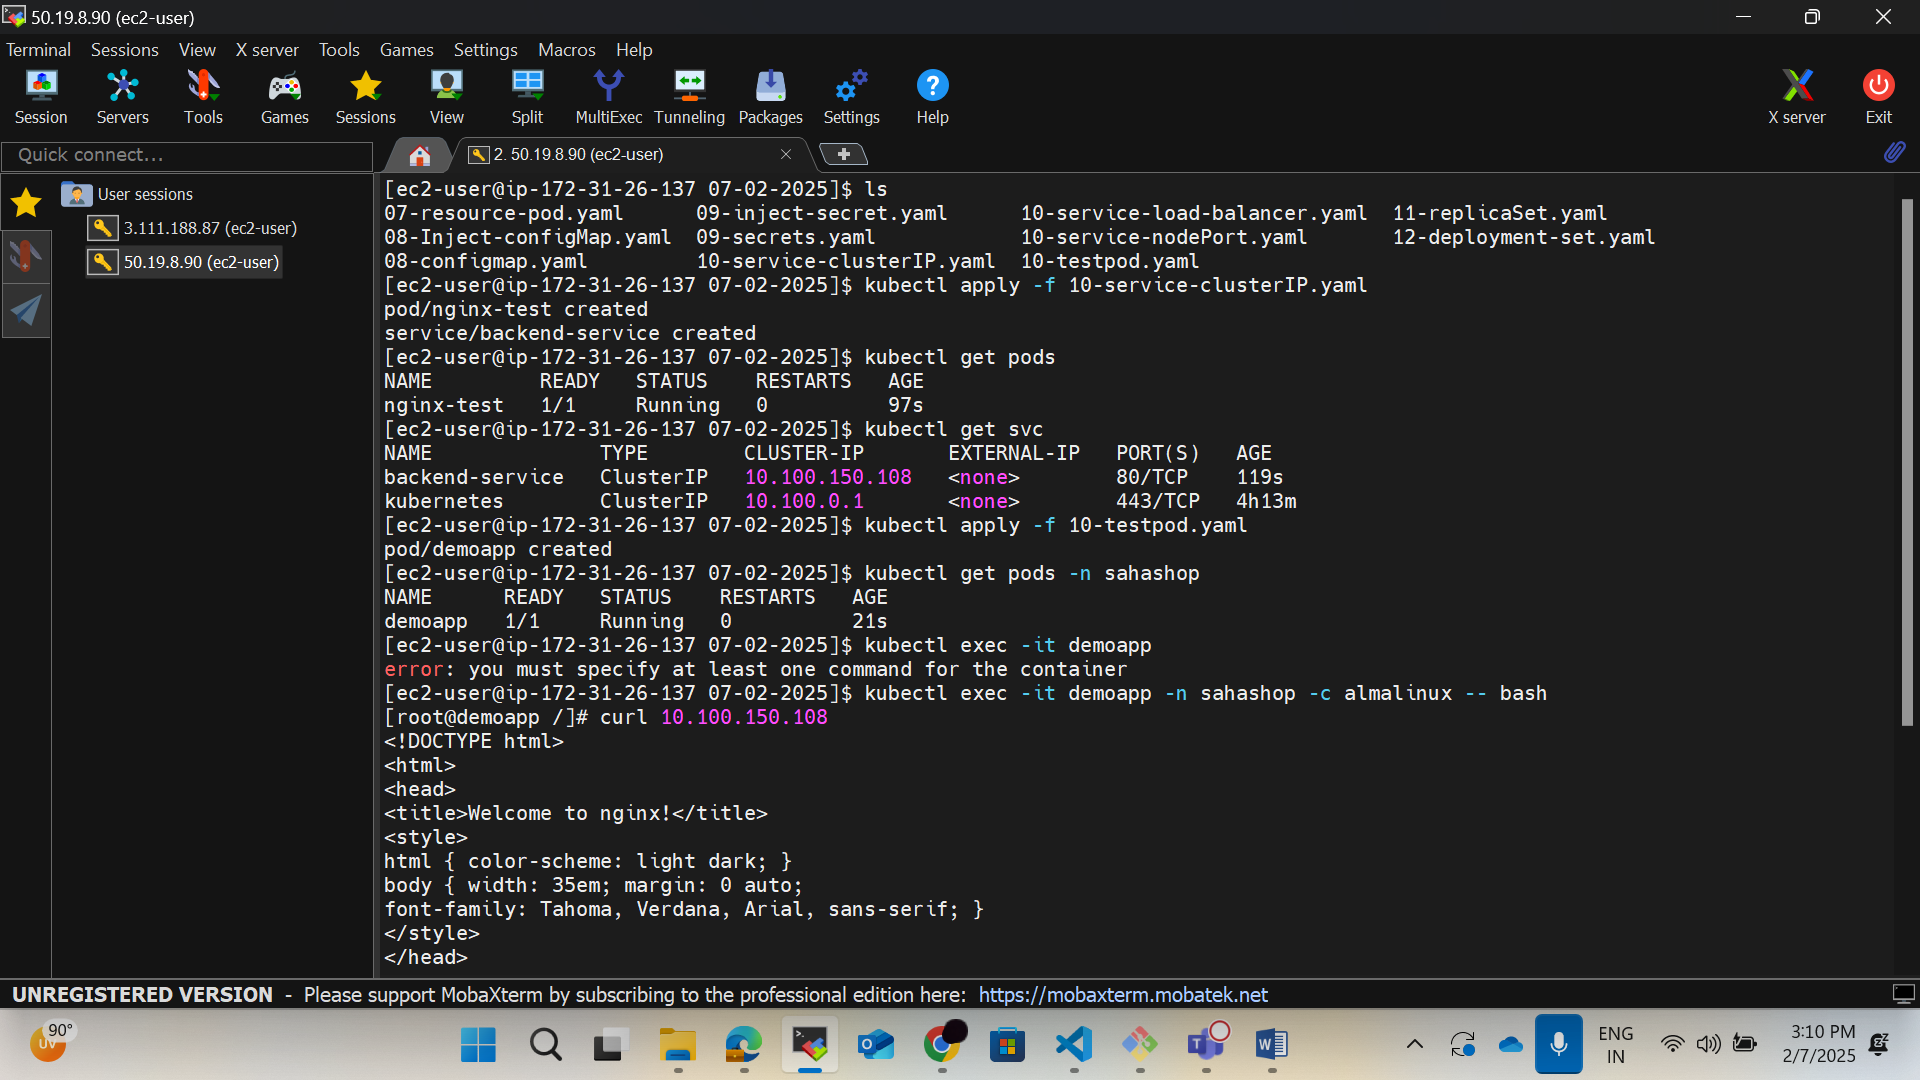 50.19.8.90 (ec2-user)
Terminal Sessions View X server Tools Games Settings Macros Help
Session Servers Tools Games Sessions View Split MultiExec Tunneling Packages Settings Help X server Exit
Quick connect...
2. 50.19.8.90 (ec2-user)
User sessions
3.111.188.87 (ec2-user)
50.19.8.90 (ec2-user)
[ec2-user@ip-172-31-26-137 07-02-2025]$ ls
07-resource-pod.yaml 09-inject-secret.yaml 10-service-load-balancer.yaml 11-replicaSet.yaml
08-Inject-configMap.yaml 09-secrets.yaml 10-service-nodePort.yaml 12-deployment-set.yaml
08-configmap.yaml 10-service-clusterIP.yaml 10-testpod.yaml
[ec2-user@ip-172-31-26-137 07-02-2025]$ kubectl apply -f 10-service-clusterIP.yaml
pod/nginx-test created
service/backend-service created
[ec2-user@ip-172-31-26-137 07-02-2025]$ kubectl get pods
NAME READY STATUS RESTARTS AGE
nginx-test 1/1 Running 0 97s
[ec2-user@ip-172-31-26-137 07-02-2025]$ kubectl get svc
NAME TYPE CLUSTER-IP EXTERNAL-IP PORT(S) AGE
backend-service ClusterIP 10.100.150.108 <none> 80/TCP 119s
kubernetes ClusterIP 10.100.0.1 <none> 443/TCP 4h13m
[ec2-user@ip-172-31-26-137 07-02-2025]$ kubectl apply -f 10-testpod.yaml
pod/demoapp created
[ec2-user@ip-172-31-26-137 07-02-2025]$ kubectl get pods -n sahashop
NAME READY STATUS RESTARTS AGE
demoapp 1/1 Running 0 21s
[ec2-user@ip-172-31-26-137 07-02-2025]$ kubectl exec -it demoapp
error: you must specify at least one command for the container
[ec2-user@ip-172-31-26-137 07-02-2025]$ kubectl exec -it demoapp -n sahashop -c almalinux -- bash
[root@demoapp /]# curl 10.100.150.108
<!DOCTYPE html>
<html>
<head>
<title>Welcome to nginx!</title>
<style>
html { color-scheme: light dark; }
body { width: 35em; margin: 0 auto;
font-family: Tahoma, Verdana, Arial, sans-serif; }
</style>
</head>
UNREGISTERED VERSION - Please support MobaXterm by subscribing to the professional edition here: https://mobaxterm.mobatek.net
90°
UV
ENG
IN
3:10 PM
2/7/2025